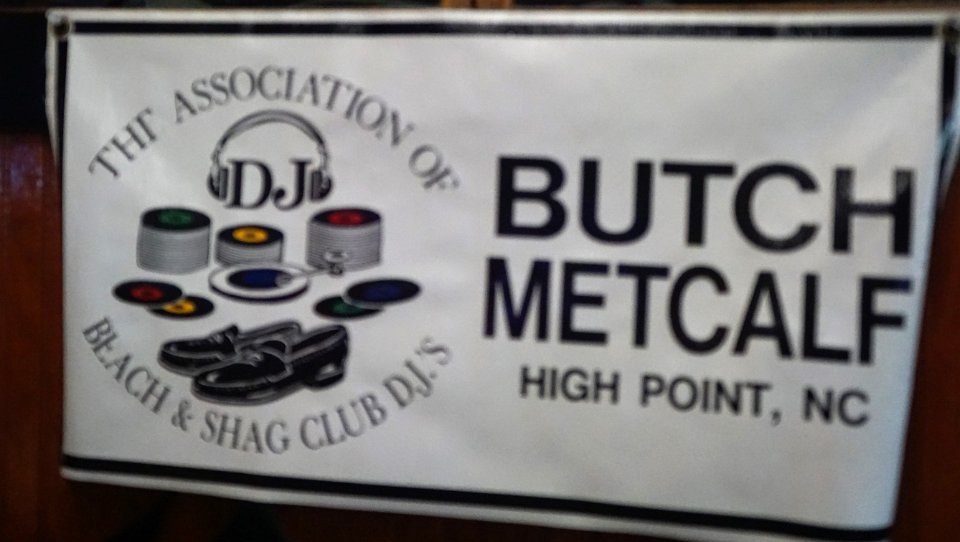 THE ASSOCIATION OF
DJ
BEACH & SHAG CLUB DJ.'S
BUTCH
METCALF
HIGH POINT, NC